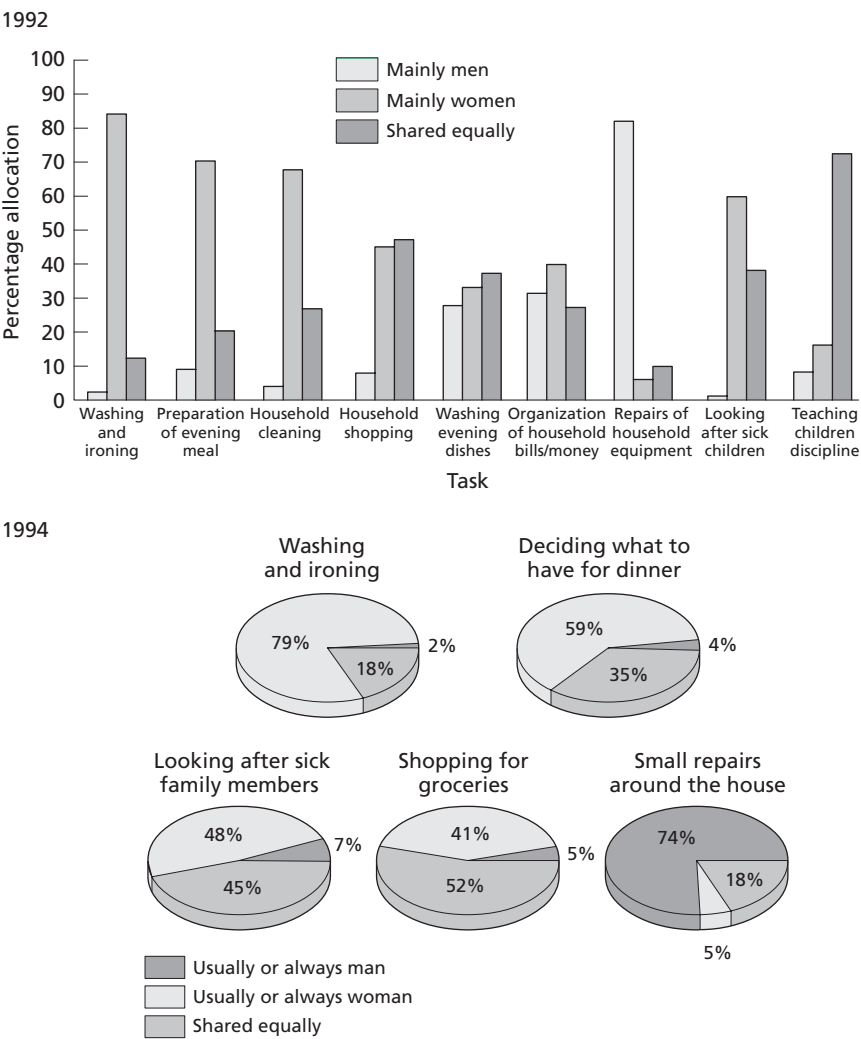 1992
100
90
80
70
60
50
40
30
20
10
0
Percentage allocation
Mainly men
Mainly women
Shared equally
Washing
and
ironing
Preparation
of evening
meal
Household
cleaning
Household
shopping
Washing
evening
dishes
Organization
of household
bills/money
Repairs of
household
equipment
Looking
after sick
children
Teaching
children
discipline
Task
1994
Washing
and ironing
79%
2%
18%
Deciding what to
have for dinner
59%
4%
35%
Looking after sick
family members
48%
7%
45%
Shopping for
groceries
41%
5%
52%
Small repairs
around the house
74%
18%
5%
Usually or always man
Usually or always woman
Shared equally